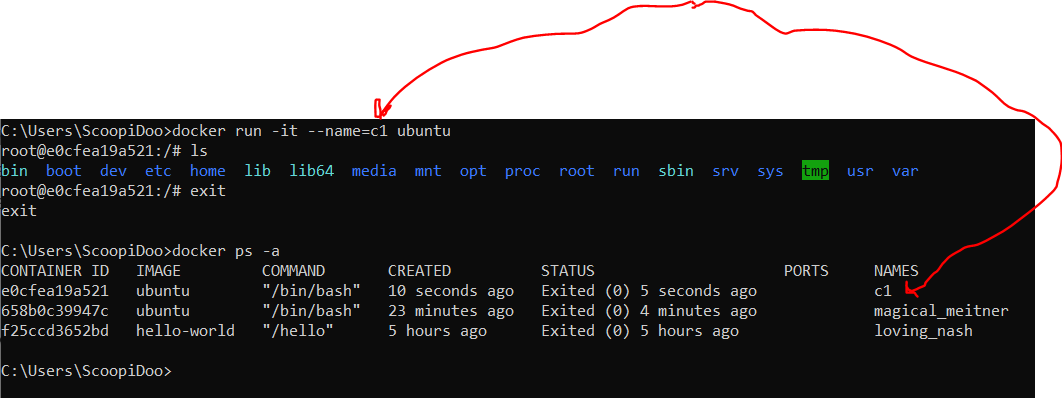 C:\Users\ScoopiDoo>docker run -it --name=c1 ubuntu
root@e0cfea19a521:/# ls
bin  boot  dev  etc  home  lib  lib64  media  mnt  opt  proc  root  run  sbin  srv  sys  tmp  usr  var
root@e0cfea19a521:/# exit
exit
C:\Users\ScoopiDoo>docker ps -a
CONTAINER ID   IMAGE         COMMAND       CREATED          STATUS                     PORTS     NAMES
e0cfea19a521   ubuntu        "/bin/bash"   10 seconds ago   Exited (0) 5 seconds ago             c1
658b0c39947c   ubuntu        "/bin/bash"   23 minutes ago   Exited (0) 4 minutes ago             magical_meitner
f25ccd3652bd   hello-world   "/hello"      5 hours ago      Exited (0) 5 hours ago               loving_nash
C:\Users\ScoopiDoo>